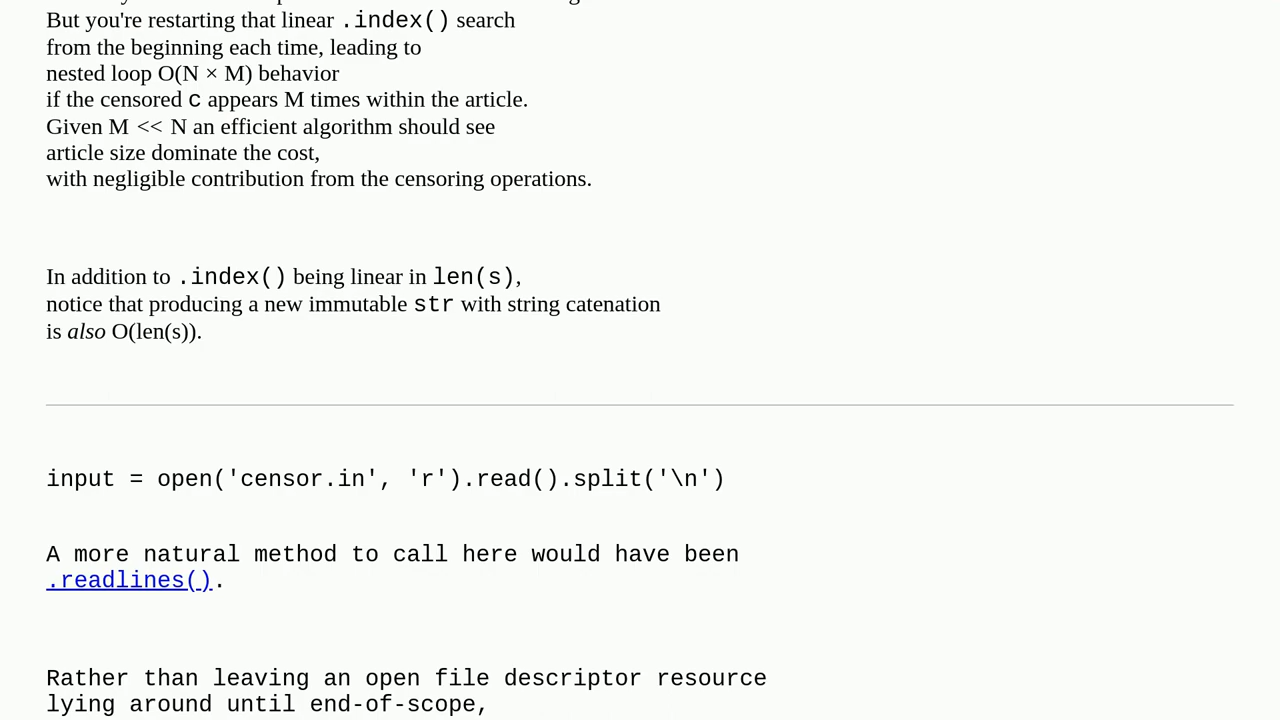 But you're restarting that linear .index() search
from the beginning each time, leading to
nested loop O(N × M) behavior
if the censored c appears M times within the article.
Given M << N an efficient algorithm should see
article size dominate the cost,
with negligible contribution from the censoring operations.
In addition to .index() being linear in len(s),
notice that producing a new immutable str with string catenation
is also O(len(s)).
input = open('censor.in', 'r').read().split('\n')
A more natural method to call here would have been
.readlines().
Rather than leaving an open file descriptor resource
lying around until end-of-scope,